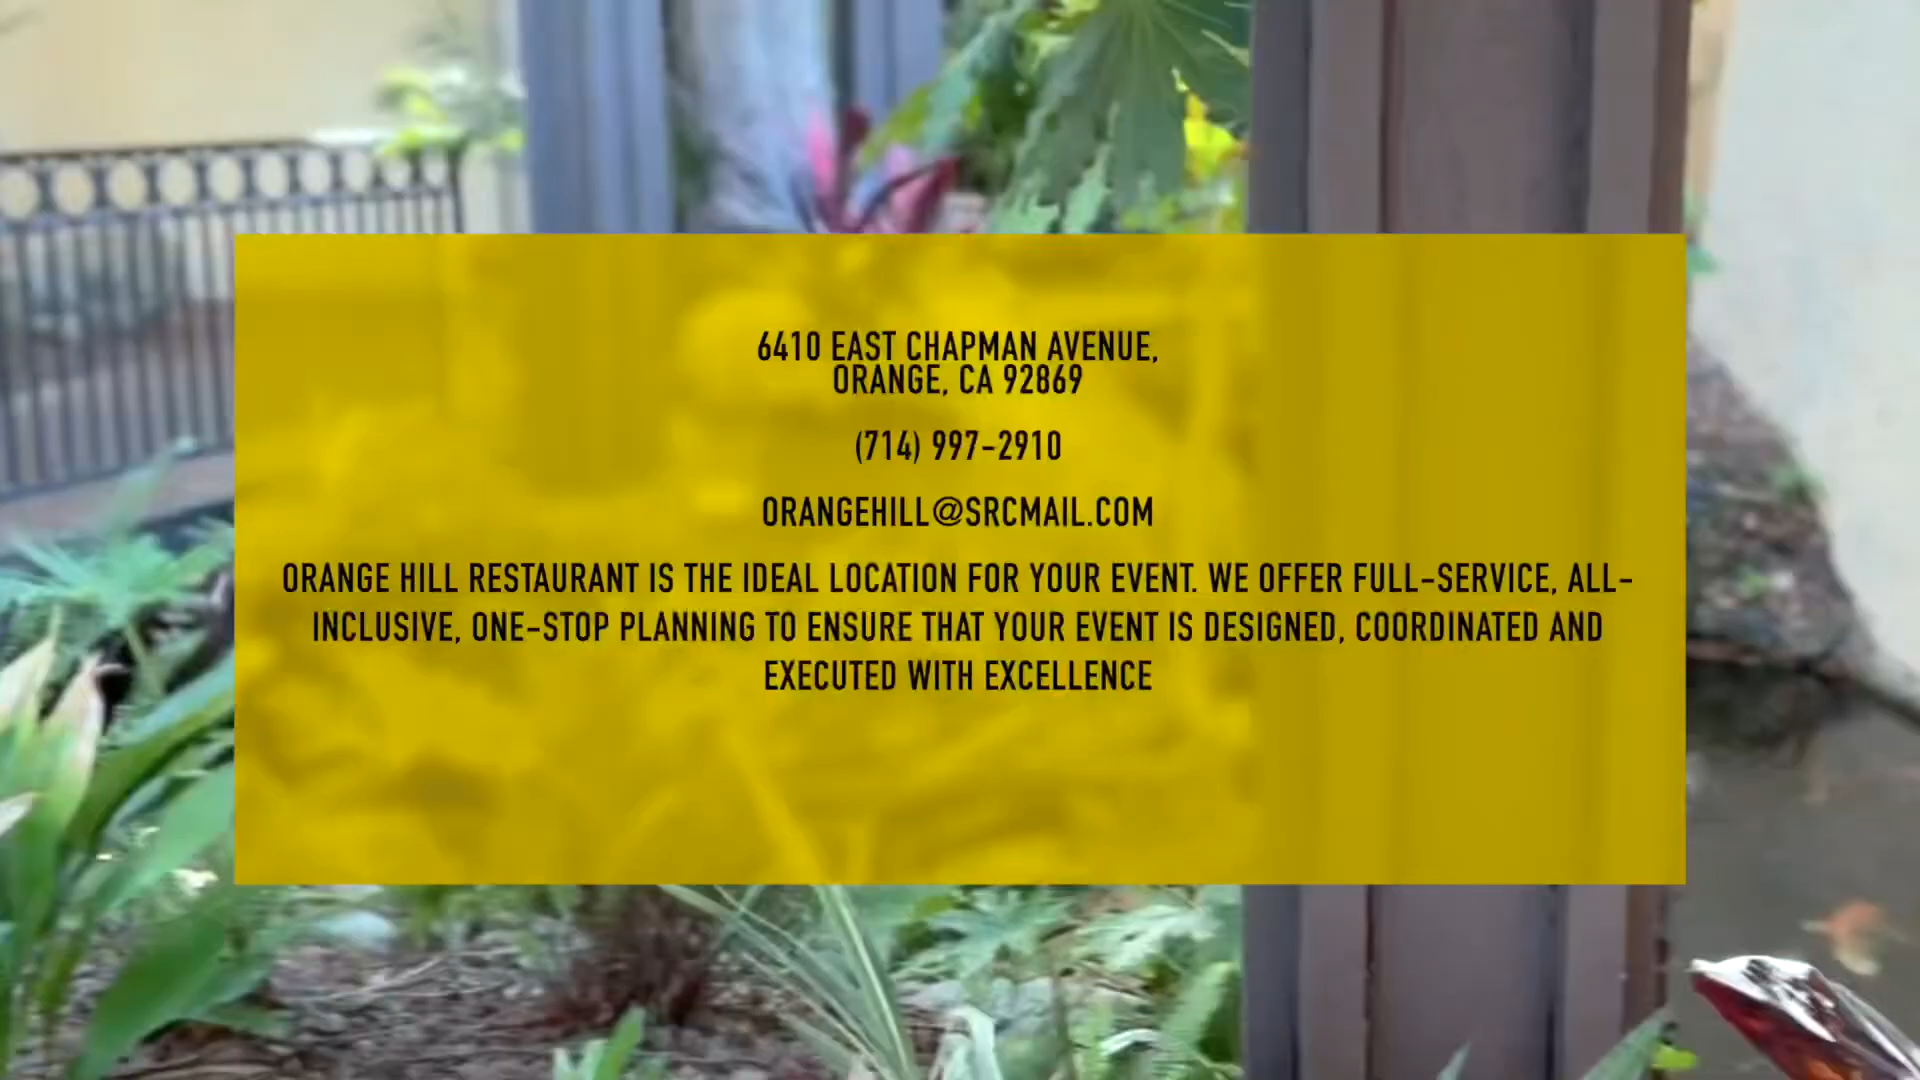 6410 EAST CHAPMAN AVENUE,
ORANGE, CA 92869
(714) 997-2910
ORANGEHILL@SRCMAIL.COM
ORANGE HILL RESTAURANT IS THE IDEAL LOCATION FOR YOUR EVENT. WE OFFER FULL-SERVICE, ALL-
INCLUSIVE, ONE-STOP PLANNING TO ENSURE THAT YOUR EVENT IS DESIGNED, COORDINATED AND
EXECUTED WITH EXCELLENCE